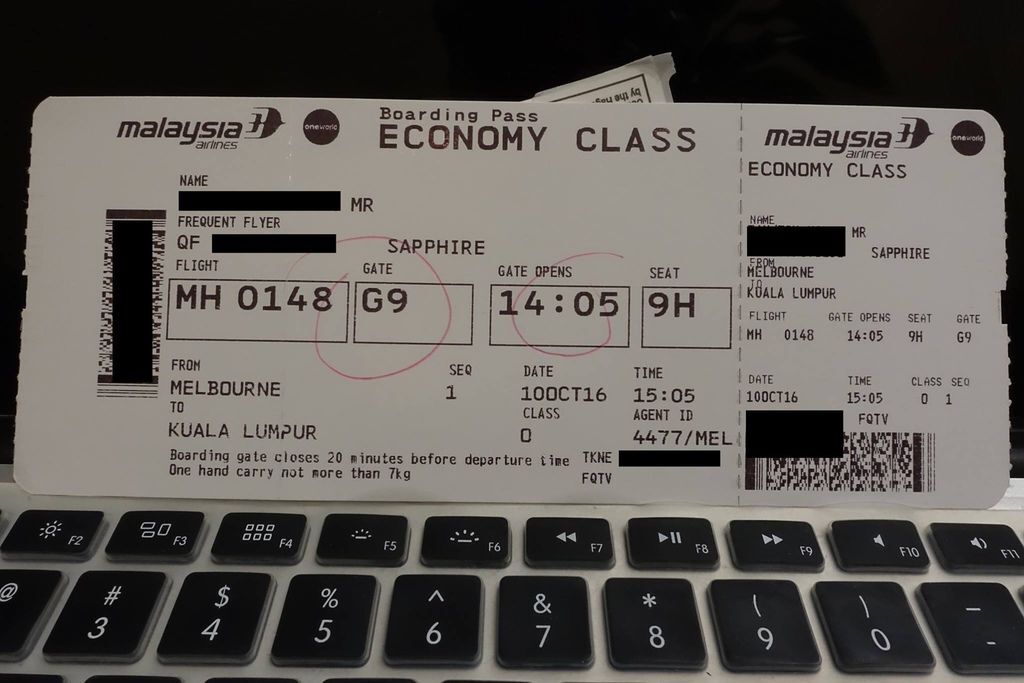 by the Hag
malaysia airlines
oneworld
Boarding Pass
ECONOMY CLASS
NAME
MR
FREQUENT FLYER
QF SAPPHIRE
FLIGHT GATE GATE OPENS SEAT
MH 0148 G9 14:05 9H
FROM SEQ DATE TIME
MELBOURNE 1 10OCT16 15:05
TO CLASS AGENT ID
KUALA LUMPUR O 4477/MEL
Boarding gate closes 20 minutes before departure time TKNE
One hand carry not more than 7kg FQTV
malaysia airlines
oneworld
ECONOMY CLASS
NAME
MR
SAPPHIRE
FROM
MELBOURNE
TO
KUALA LUMPUR
FLIGHT GATE OPENS SEAT GATE
MH 0148 14:05 9H G9
DATE TIME CLASS SEQ
10OCT16 15:05 O 1
FQTV
F2 F3 F4 F5 F6 F7 F8 F9 F10 F11
@ # $ % ^ & * ( ) _
3 4 5 6 7 8 9 0 -